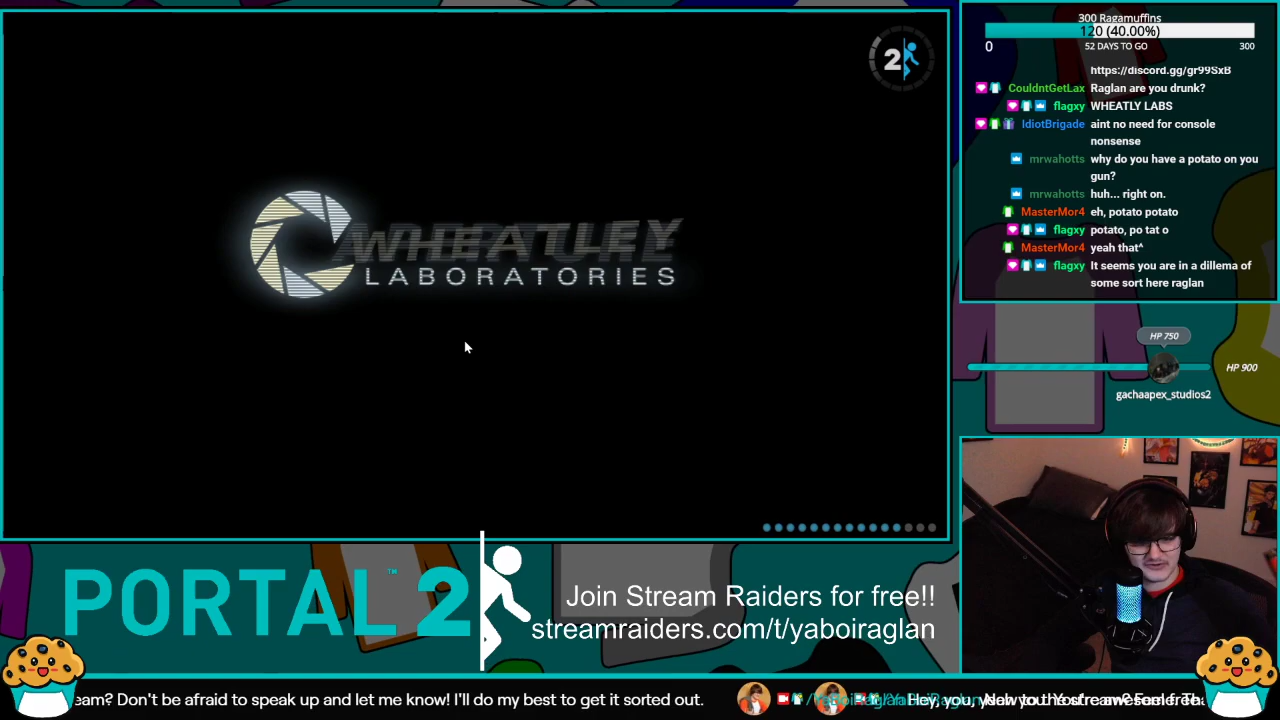 2
WHEATLEY
LABORATORIES
300 Ragamuffins
120 (40.00%)
0
52 DAYS TO GO
300
https://discord.gg/gr99SxB
CouldntGetLax Raglan are you drunk?
flagxy WHEATLY LABS
IdiotBrigade aint no need for console
nonsense
mrwahotts why do you have a potato on you
gun?
mrwahotts huh... right on.
MasterMor4 eh, potato potato
flagxy potato, po tat o
MasterMor4 yeah that^
flagxy It seems you are in a dillema of
some sort here raglan
HP 750
HP 900
gachaapex_studios2
PORTAL™ 2
Join Stream Raiders for free!!
streamraiders.com/t/yaboiraglan
eam? Don't be afraid to speak up and let me know! I'll do my best to get it sorted out.
Hey, you,